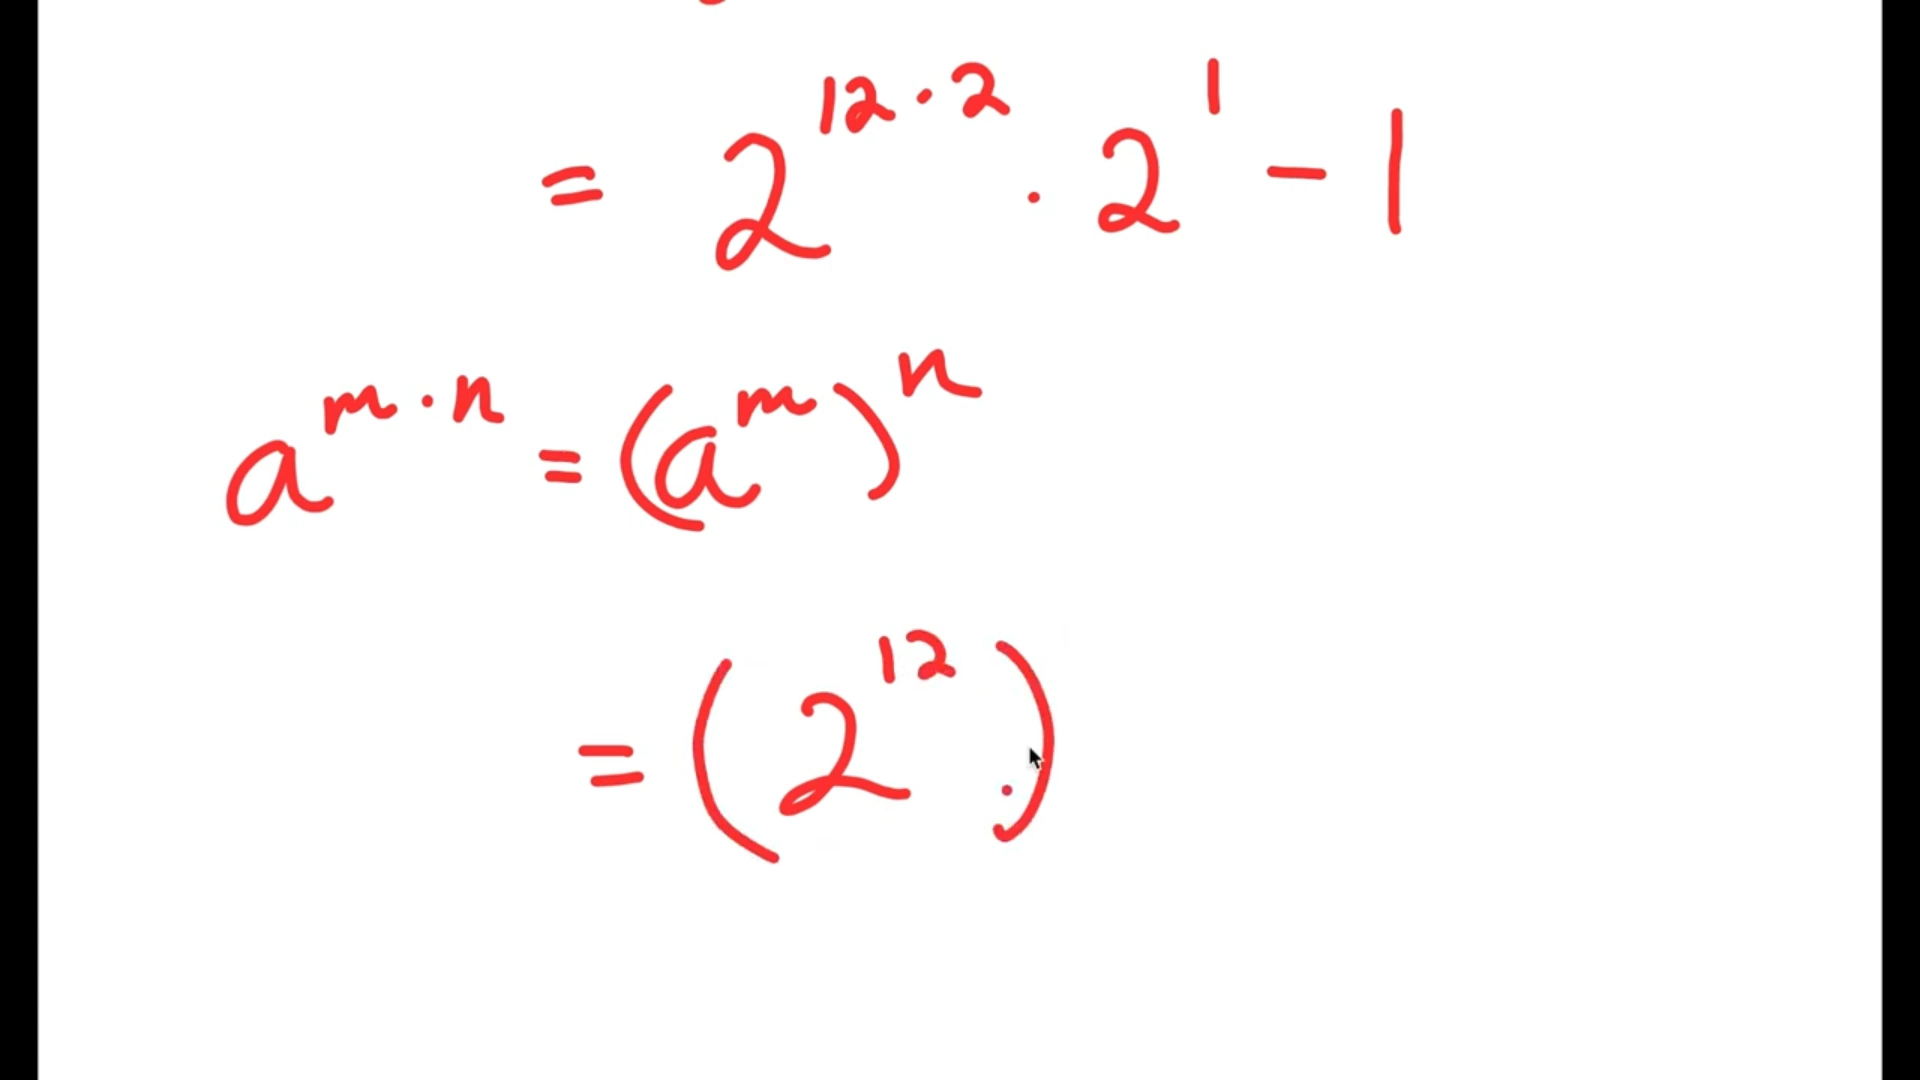 = 2^{12·2} · 2^1 - 1
a^{m·n} = (a^m)^n
= (2^{12})